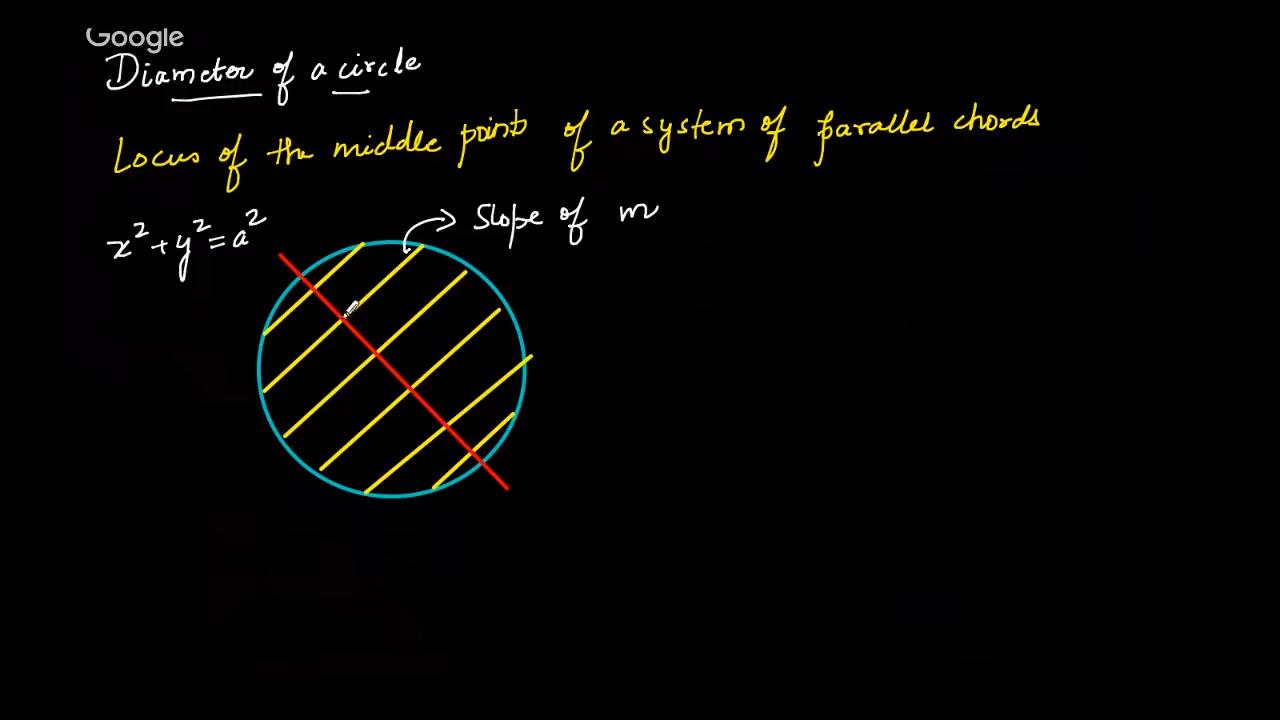 Google
Diameter of a circle
Locus of the middle point of a system of parallel chords
x² + y² = a²
Slope of m